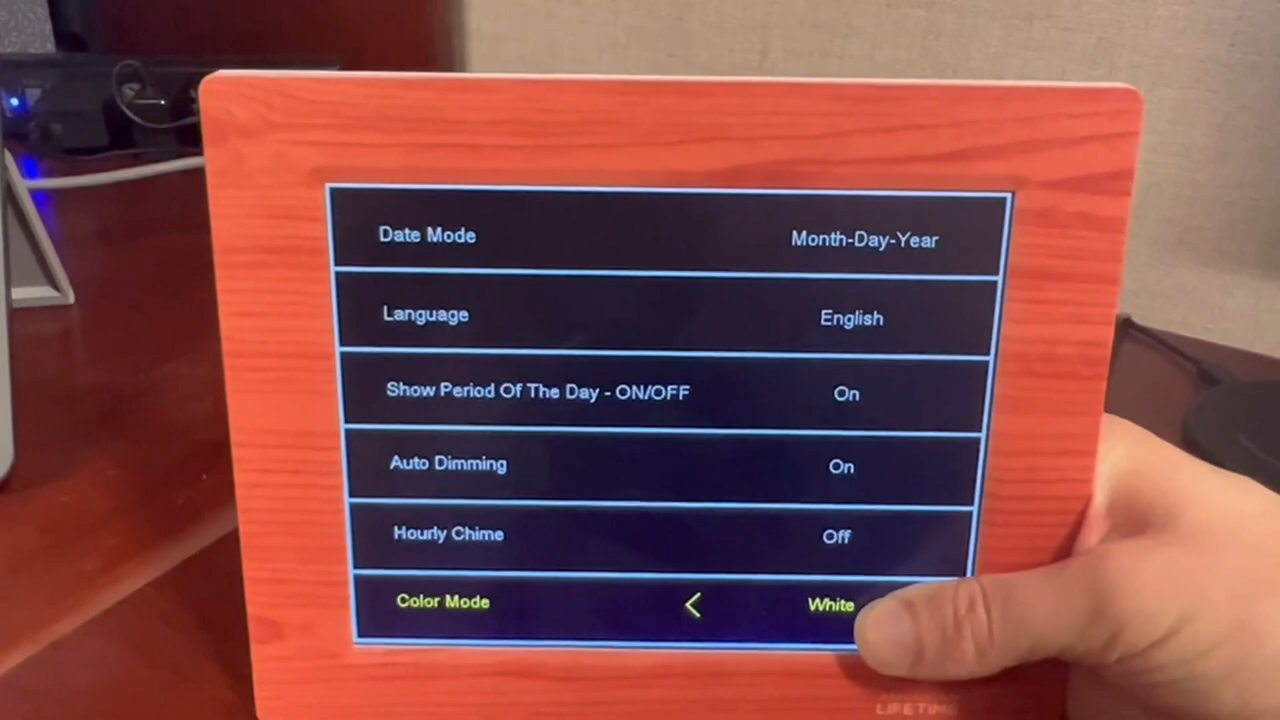 Date Mode Month-Day-Year
Language English
Show Period Of The Day - ON/OFF On
Auto Dimming On
Hourly Chime Off
Color Mode < White
LIFETIME